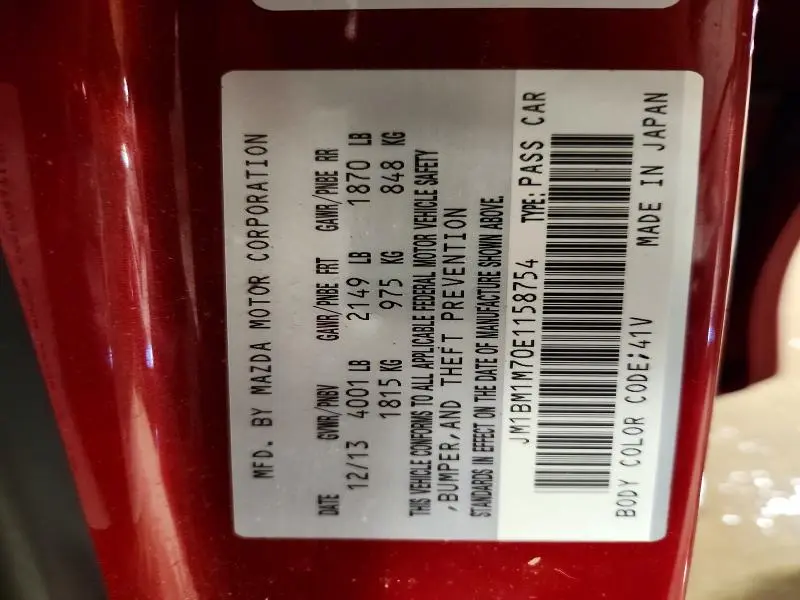 MFD. BY MAZDA MOTOR CORPORATION
DATE GVWR/PNBV GAWR/PNBE FRT GAWR/PNBE RR
12/13 4001 LB 2149 LB 1870 LB
1815 KG 975 KG 848 KG
THIS VEHICLE CONFORMS TO ALL APPLICABLE FEDERAL MOTOR VEHICLE SAFETY
,BUMPER,AND THEFT PREVENTION
STANDARDS IN EFFECT ON THE DATE OF MANUFACTURE SHOWN ABOVE.
JM1BM1M70E1158754 TYPE: PASS CAR
BODY COLOR CODE;41V MADE IN JAPAN